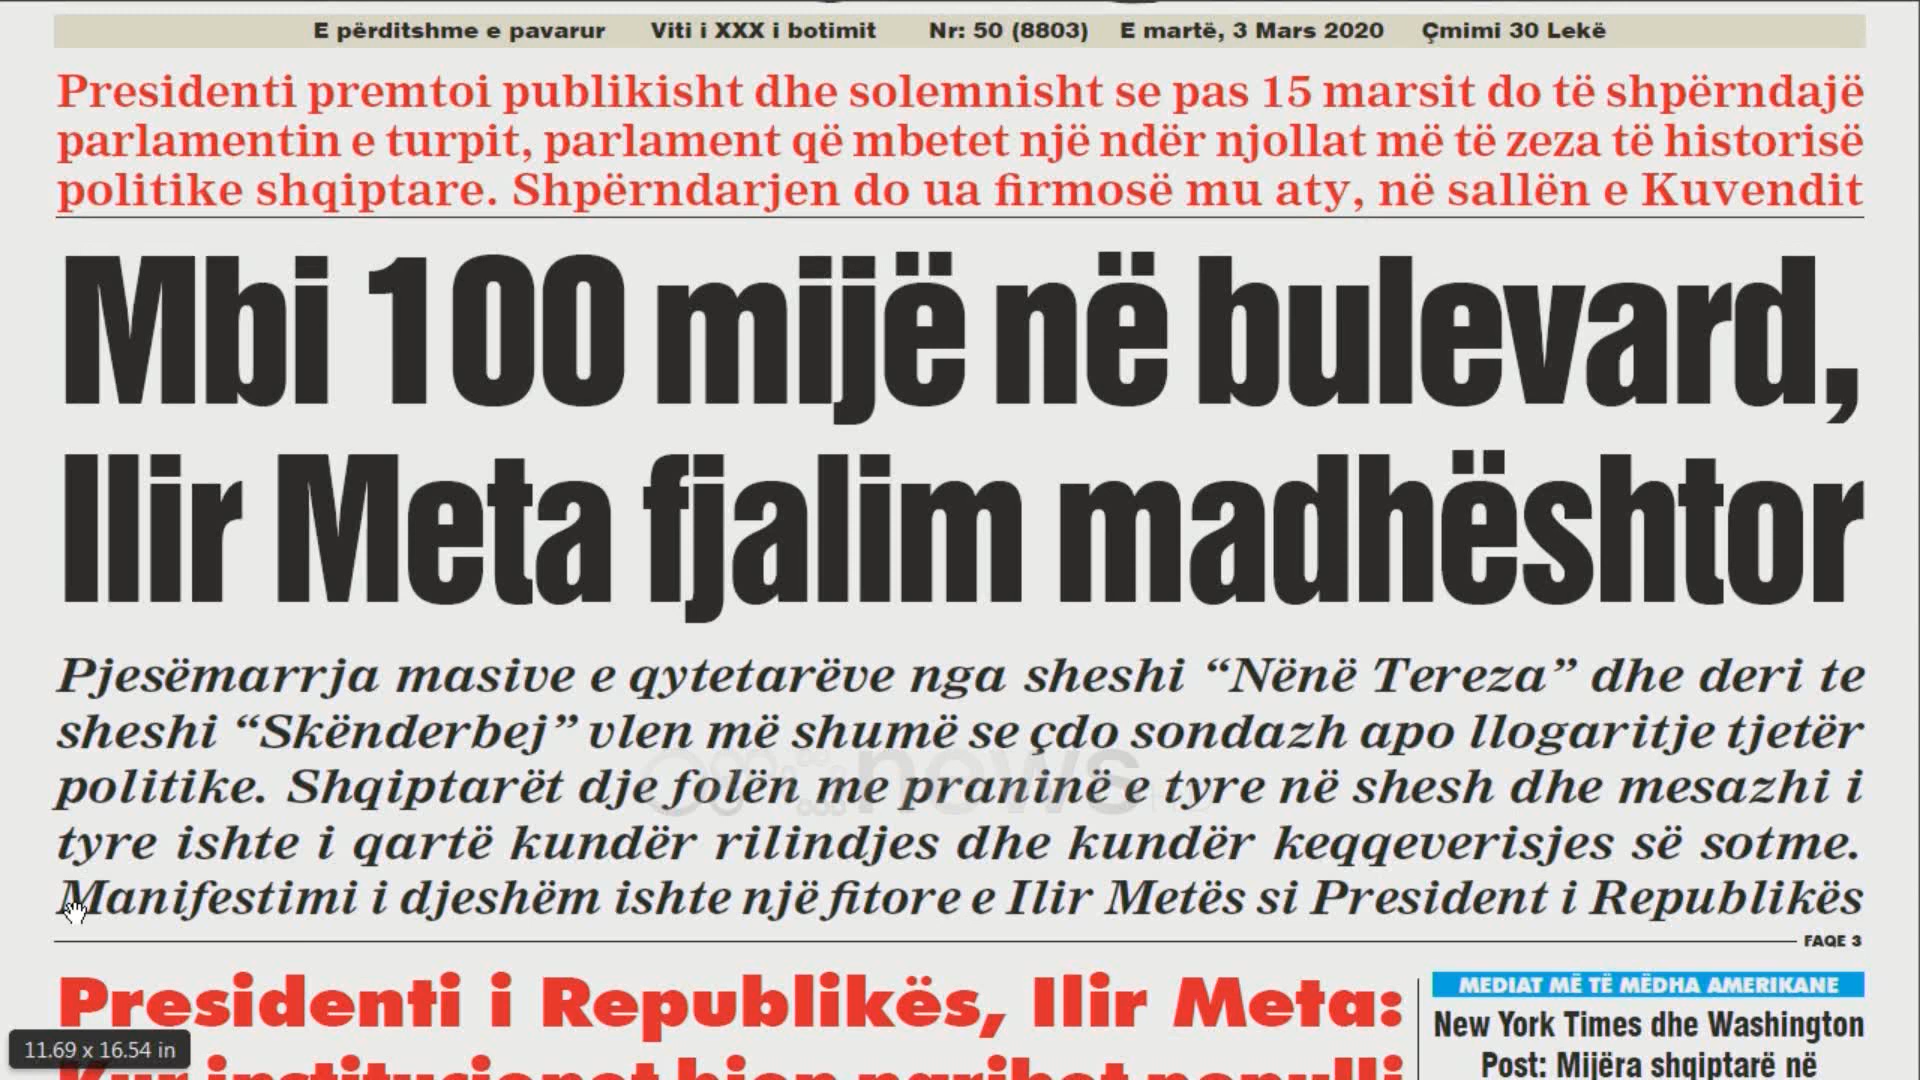 E përditshme e pavarur Viti i XXX i botimit Nr: 50 (8803) E martë, 3 Mars 2020 Çmimi 30 Lekë
Presidenti premtoi publikisht dhe solemnisht se pas 15 marsit do të shpërndajë
parlamentin e turpit, parlament që mbetet një ndër njollat më të zeza të historisë
politike shqiptare. Shpërndarjen do ua firmosë mu aty, në sallën e Kuvendit
Mbi 100 mijë në bulevard,
Ilir Meta fjalim madhështor
Pjesëmarrja masive e qytetarëve nga sheshi “Nënë Tereza” dhe deri te
sheshi “Skënderbej” vlen më shumë se çdo sondazh apo llogaritje tjetër
politike. Shqiptarët dje folën me praninë e tyre në shesh dhe mesazhi i
tyre ishte i qartë kundër rilindjes dhe kundër keqqeverisjes së sotme.
Manifestimi i djeshëm ishte një fitore e Ilir Metës si President i Republikës
FAQE 3
Presidenti i Republikës, Ilir Meta:
Kur institucionet bien ngrihet populli
MEDIAT MË TË MËDHA AMERIKANE
New York Times dhe Washington
Post: Mijëra shqiptarë në
11.69 x 16.54 in
news